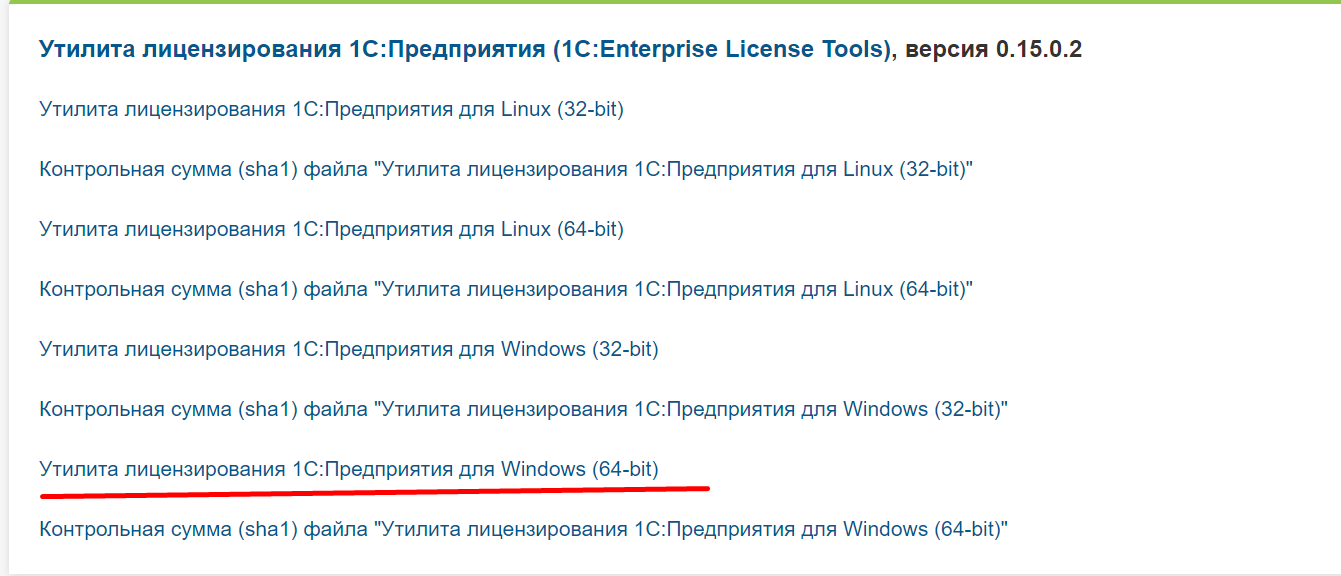 Утилита лицензирования 1С:Предприятия (1C:Enterprise License Tools), версия 0.15.0.2
Утилита лицензирования 1С:Предприятия для Linux (32-bit)
Контрольная сумма (sha1) файла "Утилита лицензирования 1С:Предприятия для Linux (32-bit)"
Утилита лицензирования 1С:Предприятия для Linux (64-bit)
Контрольная сумма (sha1) файла "Утилита лицензирования 1С:Предприятия для Linux (64-bit)"
Утилита лицензирования 1С:Предприятия для Windows (32-bit)
Контрольная сумма (sha1) файла "Утилита лицензирования 1С:Предприятия для Windows (32-bit)"
Утилита лицензирования 1С:Предприятия для Windows (64-bit)
Контрольная сумма (sha1) файла "Утилита лицензирования 1С:Предприятия для Windows (64-bit)"